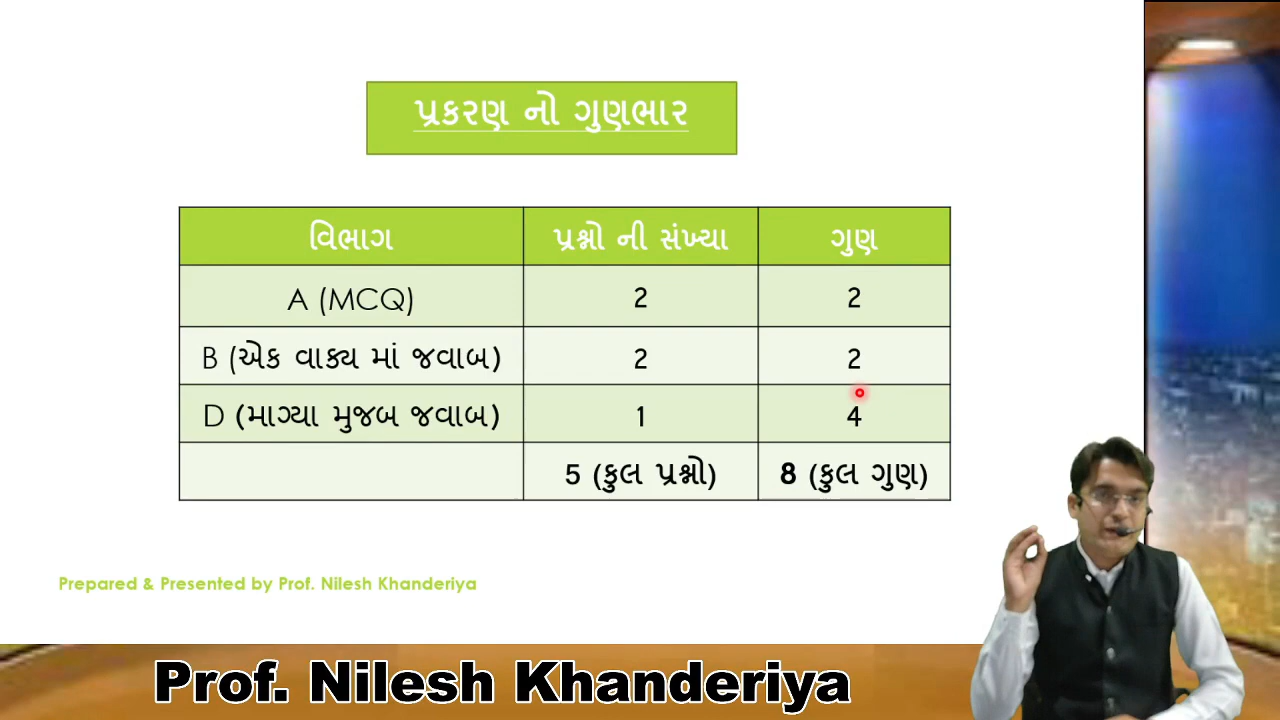 પ્રકરણ નો ગુણભાર
વિભાગ પ્રશ્નો ની સંખ્યા ગુણ
A (MCQ) 2 2
B (એક વાક્ય માં જવાબ) 2 2
D (માગ્યા મુજબ જવાબ) 1 4
5 (કુલ પ્રશ્નો) 8 (કુલ ગુણ)
Prepared & Presented by Prof. Nilesh Khanderiya
Prof. Nilesh Khanderiya